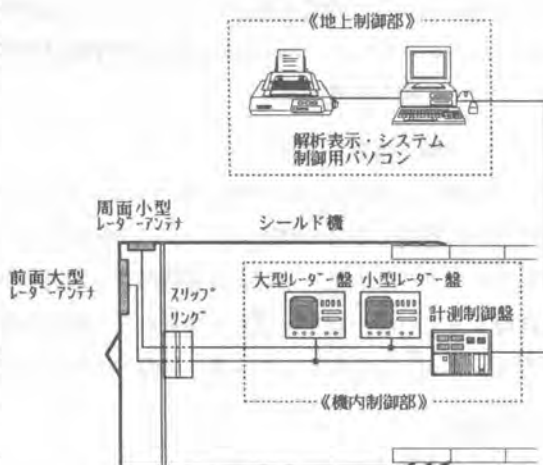 《地上制御部》
解析表示・システム
制御用パソコン
周面小型
レーダーアンテナ
シールド機
前面大型
レーダーアンテナ
スリップ
リング
大型レーダー盤
小型レーダー盤
計測制御盤
《機内制御部》